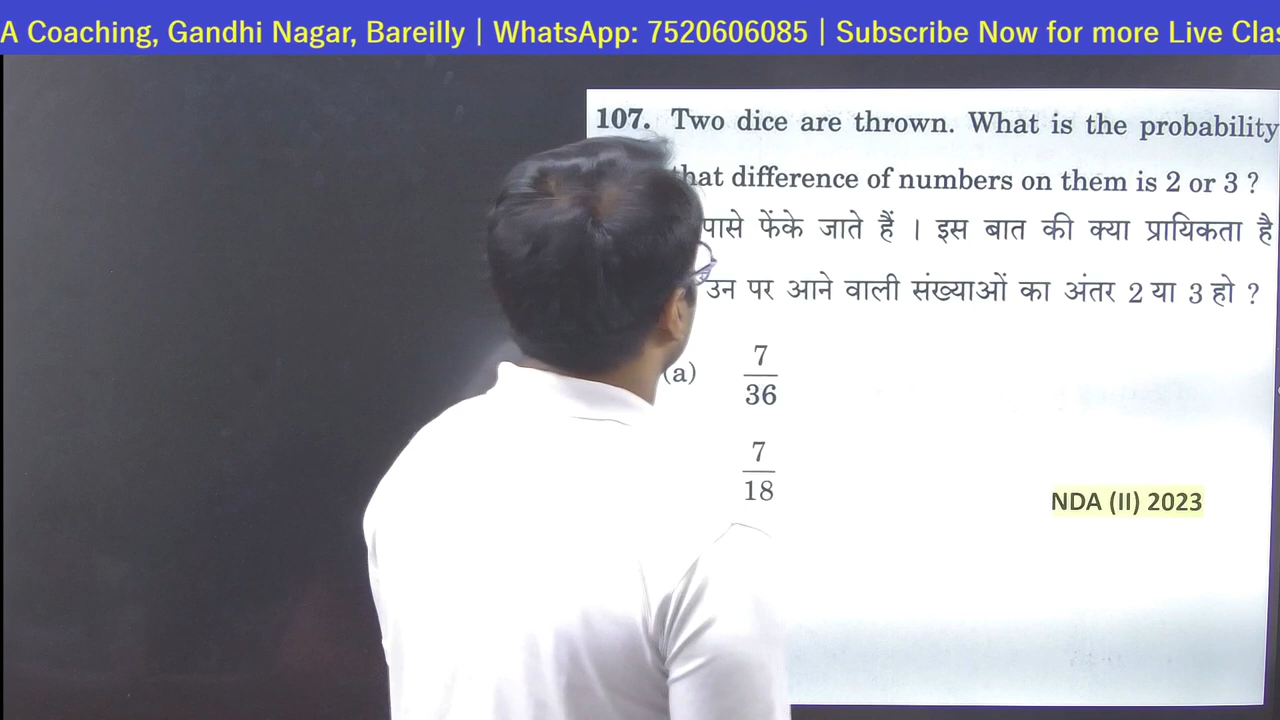 A Coaching, Gandhi Nagar, Bareilly | WhatsApp: 7520606085 | Subscribe Now for more Live Clas
107. Two dice are thrown. What is the probability
that difference of numbers on them is 2 or 3 ?
पासे फेंके जाते हैं । इस बात की क्या प्रायिकता है
उन पर आने वाली संख्याओं का अंतर 2 या 3 हो ?
(a) 7
36
7
18
NDA (II) 2023